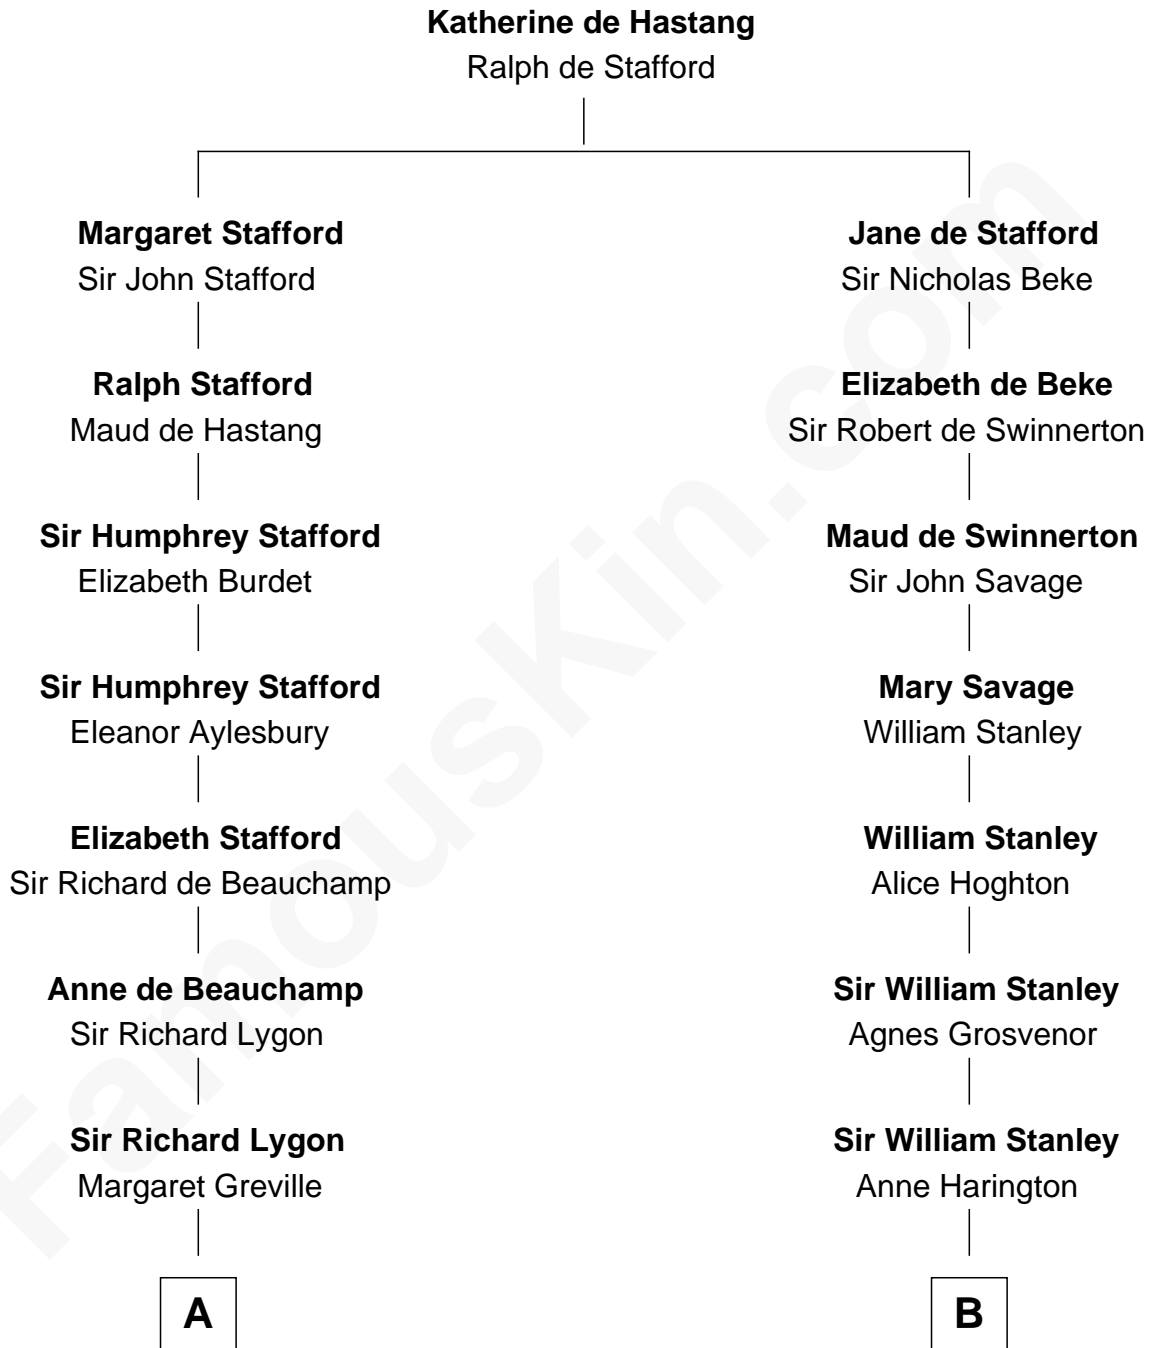 Katherine de Hastang
Ralph de Stafford
Margaret Stafford
Sir John Stafford
Jane de Stafford
Sir Nicholas Beke
Ralph Stafford
Maud de Hastang
Elizabeth de Beke
Sir Robert de Swinnerton
Sir Humphrey Stafford
Elizabeth Burdet
Maud de Swinnerton
Sir John Savage
Sir Humphrey Stafford
Eleanor Aylesbury
Mary Savage
William Stanley
Elizabeth Stafford
Sir Richard de Beauchamp
William Stanley
Alice Hoghton
Anne de Beauchamp
Sir Richard Lygon
Sir William Stanley
Agnes Grosvenor
Sir Richard Lygon
Margaret Greville
Sir William Stanley
Anne Harington
A
B
FamousKin.com